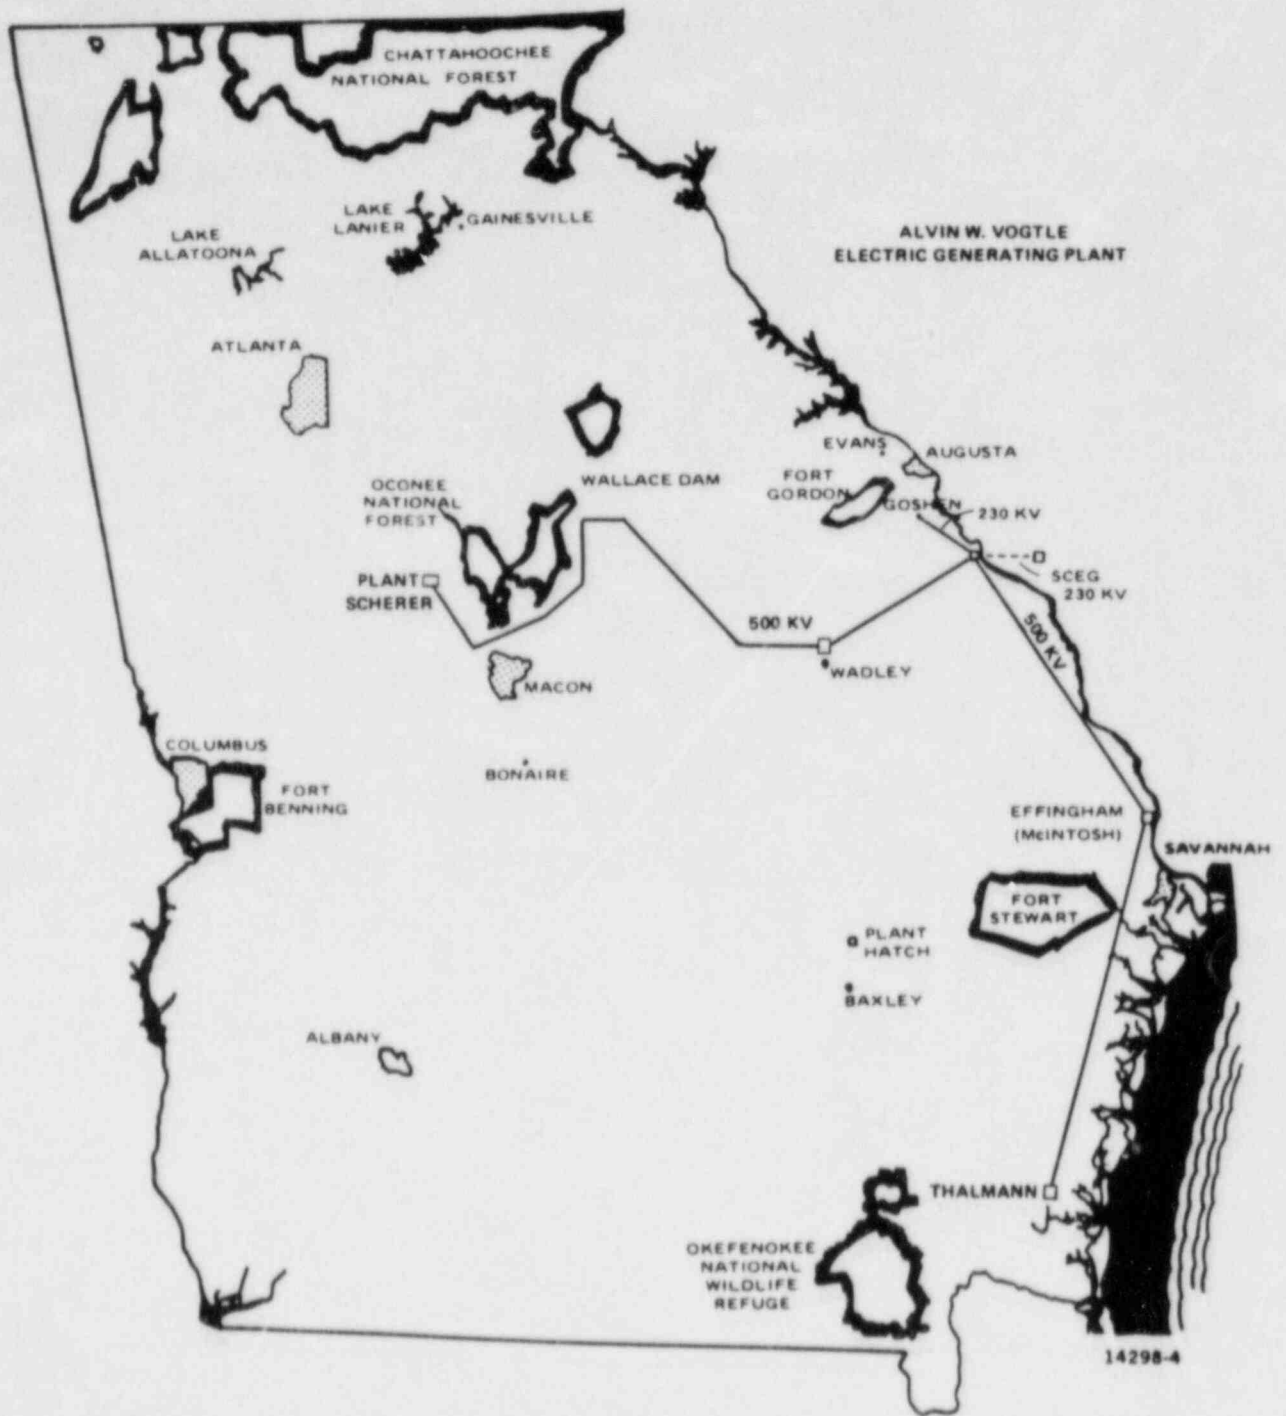 CHATTAHOOCHEE
NATIONAL FOREST
LAKE
LANIER
GAINESVILLE
LAKE
ALLATOONA
ALVIN W. VOGTLE
ELECTRIC GENERATING PLANT
ATLANTA
EVANS
AUGUSTA
OCONEE
NATIONAL
FOREST
WALLACE DAM
FORT
GORDON
GOSHEN
230 KV
PLANT
SCHERER
SCEG
230 KV
500 KV
500 KV
WADLEY
MACON
COLUMBUS
BONAIRE
FORT
BENNING
EFFINGHAM
(McINTOSH)
SAVANNAH
FORT
STEWART
PLANT
HATCH
BAXLEY
ALBANY
THALMANN
OKEFENOKEE
NATIONAL
WILDLIFE
REFUGE
14298-4